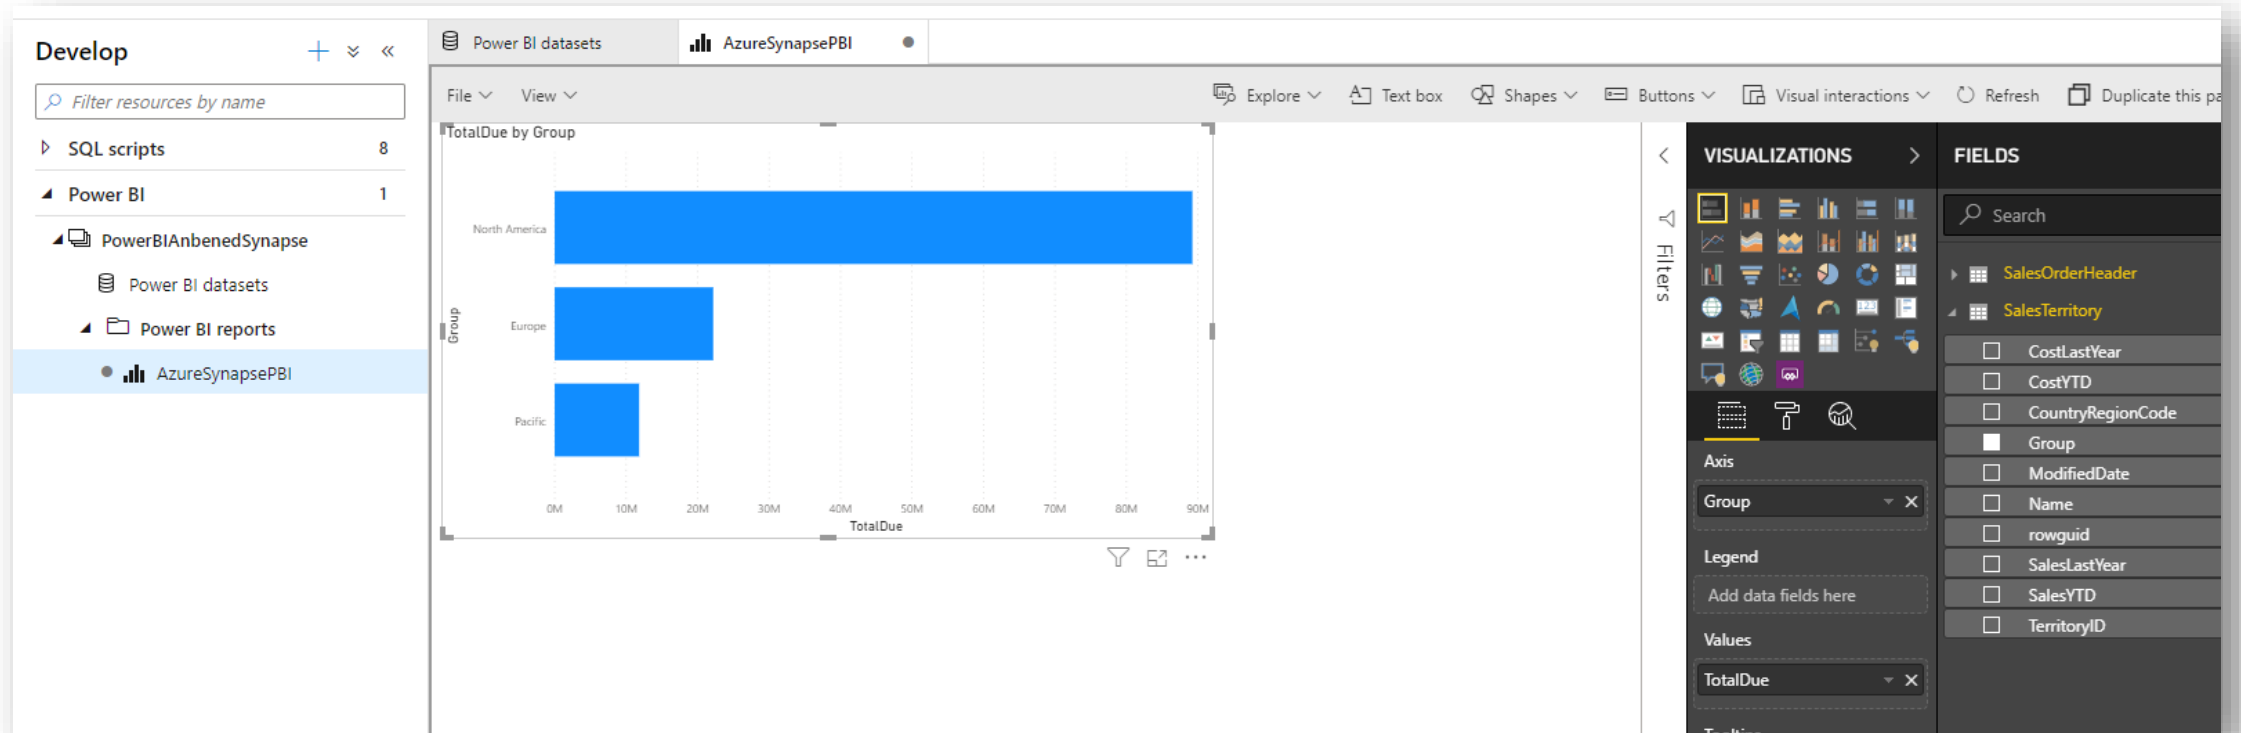 Develop
Filter resources by name
SQL scripts 8
Power BI 1
PowerBIAnbenedSynapse
Power BI datasets
Power BI reports
AzureSynapsePBI
Power BI datasets
AzureSynapsePBI
File View Explore Text box Shapes Buttons Visual interactions Refresh Duplicate this pa
TotalDue by Group
North America
Europe
Pacific
Group
0M 10M 20M 30M 40M 50M 60M 70M 80M 90M
TotalDue
Filters
VISUALIZATIONS
Axis
Group
Legend
Add data fields here
Values
TotalDue
FIELDS
Search
SalesOrderHeader
SalesTerritory
CostLastYear
CostYTD
CountryRegionCode
Group
ModifiedDate
Name
rowguid
SalesLastYear
SalesYTD
TerritoryID